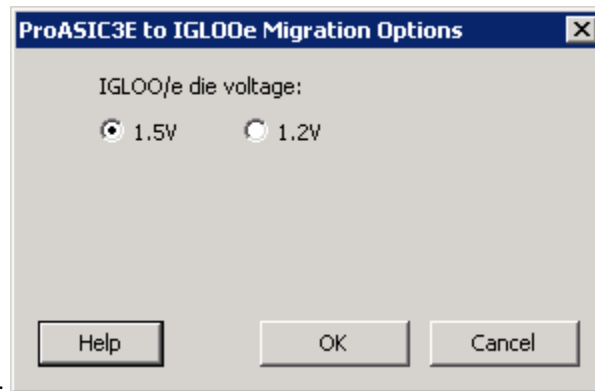 ProASIC3E to IGLOOe Migration Options
IGLOO/e die voltage:
1.5V 1.2V
Help OK Cancel
.